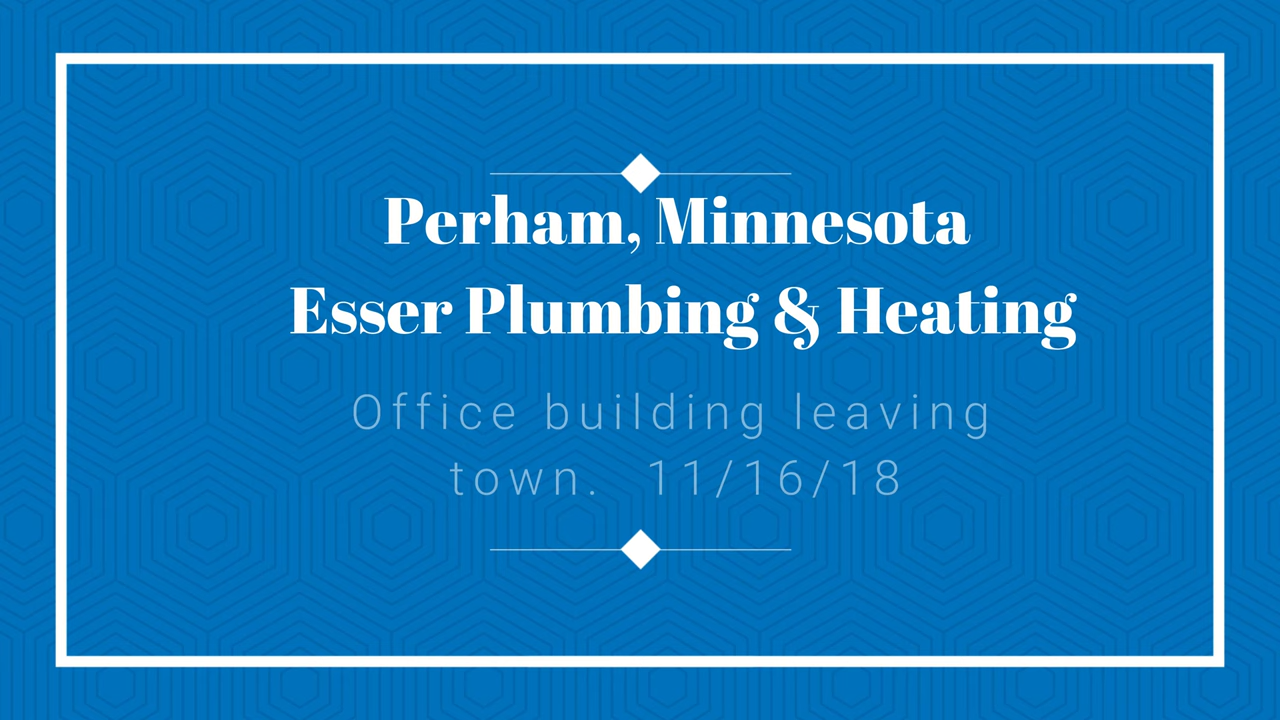 Perham, Minnesota
Esser Plumbing & Heating
Office building leaving
town.  11/16/18